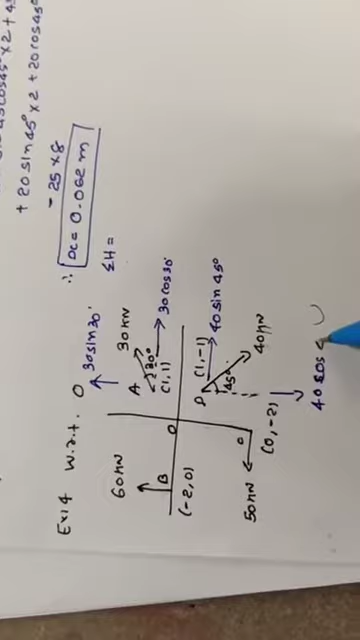 + 20 sin 45° x 2 + 20 cos 45°
- 25 x 8
∴ x = 0.062 m
ΣH =
Ex14 w.r.t. O
30 sin 30°
30 KN
30 cos 30°
30°
A
(1,1)
60 KN
B
(-2,0)
O
D
(1,-1)
40 sin 45°
45°
40 KN
50 KN
C
(0,-2)
40 cos 4